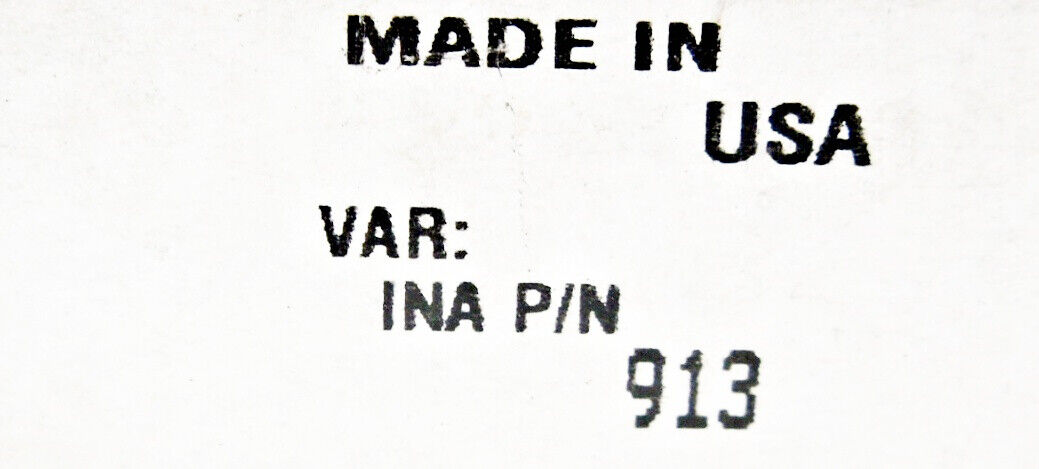 MADE IN
USA
VAR:
INA P/N
913